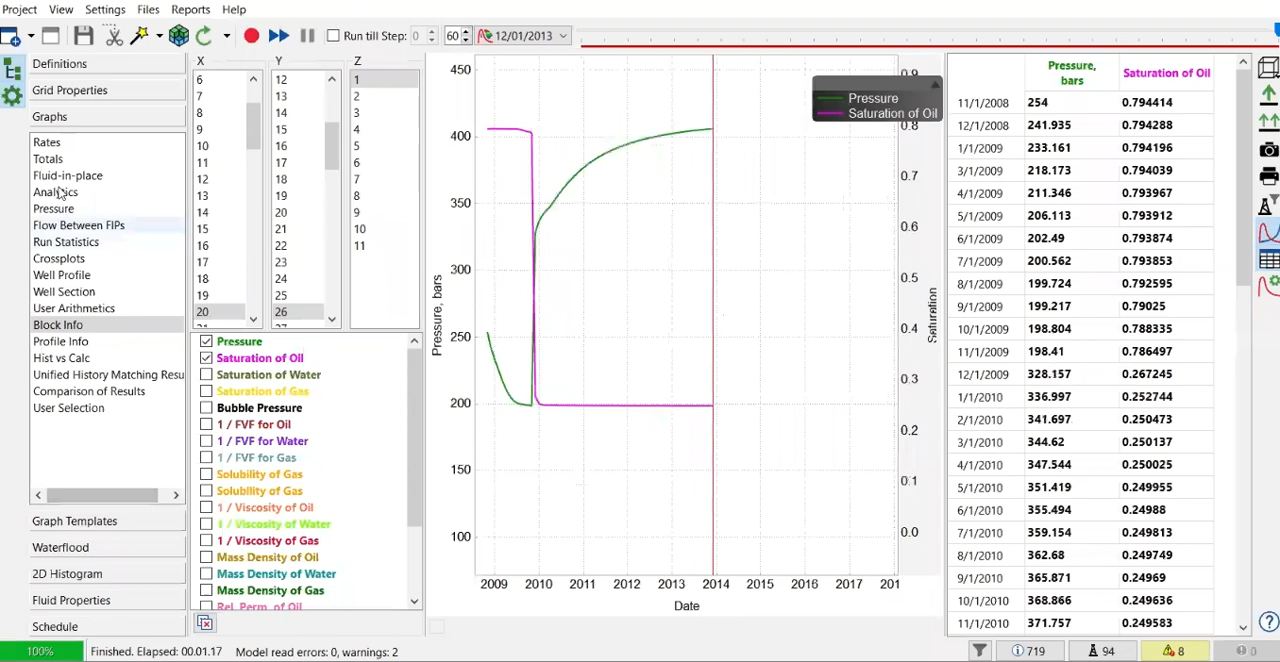 Project View Settings Files Reports Help
Run till Step: 0 60 12/01/2013
Definitions
Grid Properties
Graphs
Rates
Totals
Fluid-in-place
Analytics
Pressure
Flow Between FIPs
Run Statistics
Crossplots
Well Profile
Well Section
User Arithmetics
Block Info
Profile Info
Hist vs Calc
Unified History Matching Resu
Comparison of Results
User Selection
Graph Templates
Waterflood
2D Histogram
Fluid Properties
Schedule
X Y Z
6 12 1
7 13 2
8 14 3
9 15 4
10 16 5
11 17 6
12 18 7
13 19 8
14 20 9
15 21 10
16 22 11
17 23
18 24
19 25
20 26
Pressure
Saturation of Oil
Saturation of Water
Saturation of Gas
Bubble Pressure
1 / FVF for Oil
1 / FVF for Water
1 / FVF for Gas
Solubility of Gas
Solubility of Gas
1 / Viscosity of Oil
1 / Viscosity of Water
1 / Viscosity of Gas
Mass Density of Oil
Mass Density of Water
Mass Density of Gas
Rel. Perm. of Oil
Pressure
Saturation of Oil
450
400
350
300
250
200
150
100
Pressure, bars
0.9
0.8
0.7
0.6
0.5
0.4
0.3
0.2
0.1
0.0
Saturation
2009 2010 2011 2012 2013 2014 2015 2016 2017 201
Date
Pressure, bars Saturation of Oil
11/1/2008 254 0.794414
12/1/2008 241.935 0.794288
1/1/2009 233.161 0.794196
3/1/2009 218.173 0.794039
4/1/2009 211.346 0.793967
5/1/2009 206.113 0.793912
6/1/2009 202.49 0.793874
7/1/2009 200.562 0.793853
8/1/2009 199.724 0.792595
9/1/2009 199.217 0.79025
10/1/2009 198.804 0.788335
11/1/2009 198.41 0.786497
12/1/2009 328.157 0.267245
1/1/2010 336.997 0.252744
2/1/2010 341.697 0.250473
3/1/2010 344.62 0.250137
4/1/2010 347.544 0.250025
5/1/2010 351.419 0.249955
6/1/2010 355.494 0.24988
7/1/2010 359.154 0.249813
8/1/2010 362.68 0.249749
9/1/2010 365.871 0.24969
10/1/2010 368.866 0.249636
11/1/2010 371.757 0.249583
100% Finished. Elapsed: 00.01.17 Model read errors: 0, warnings: 2 719 94 8 0